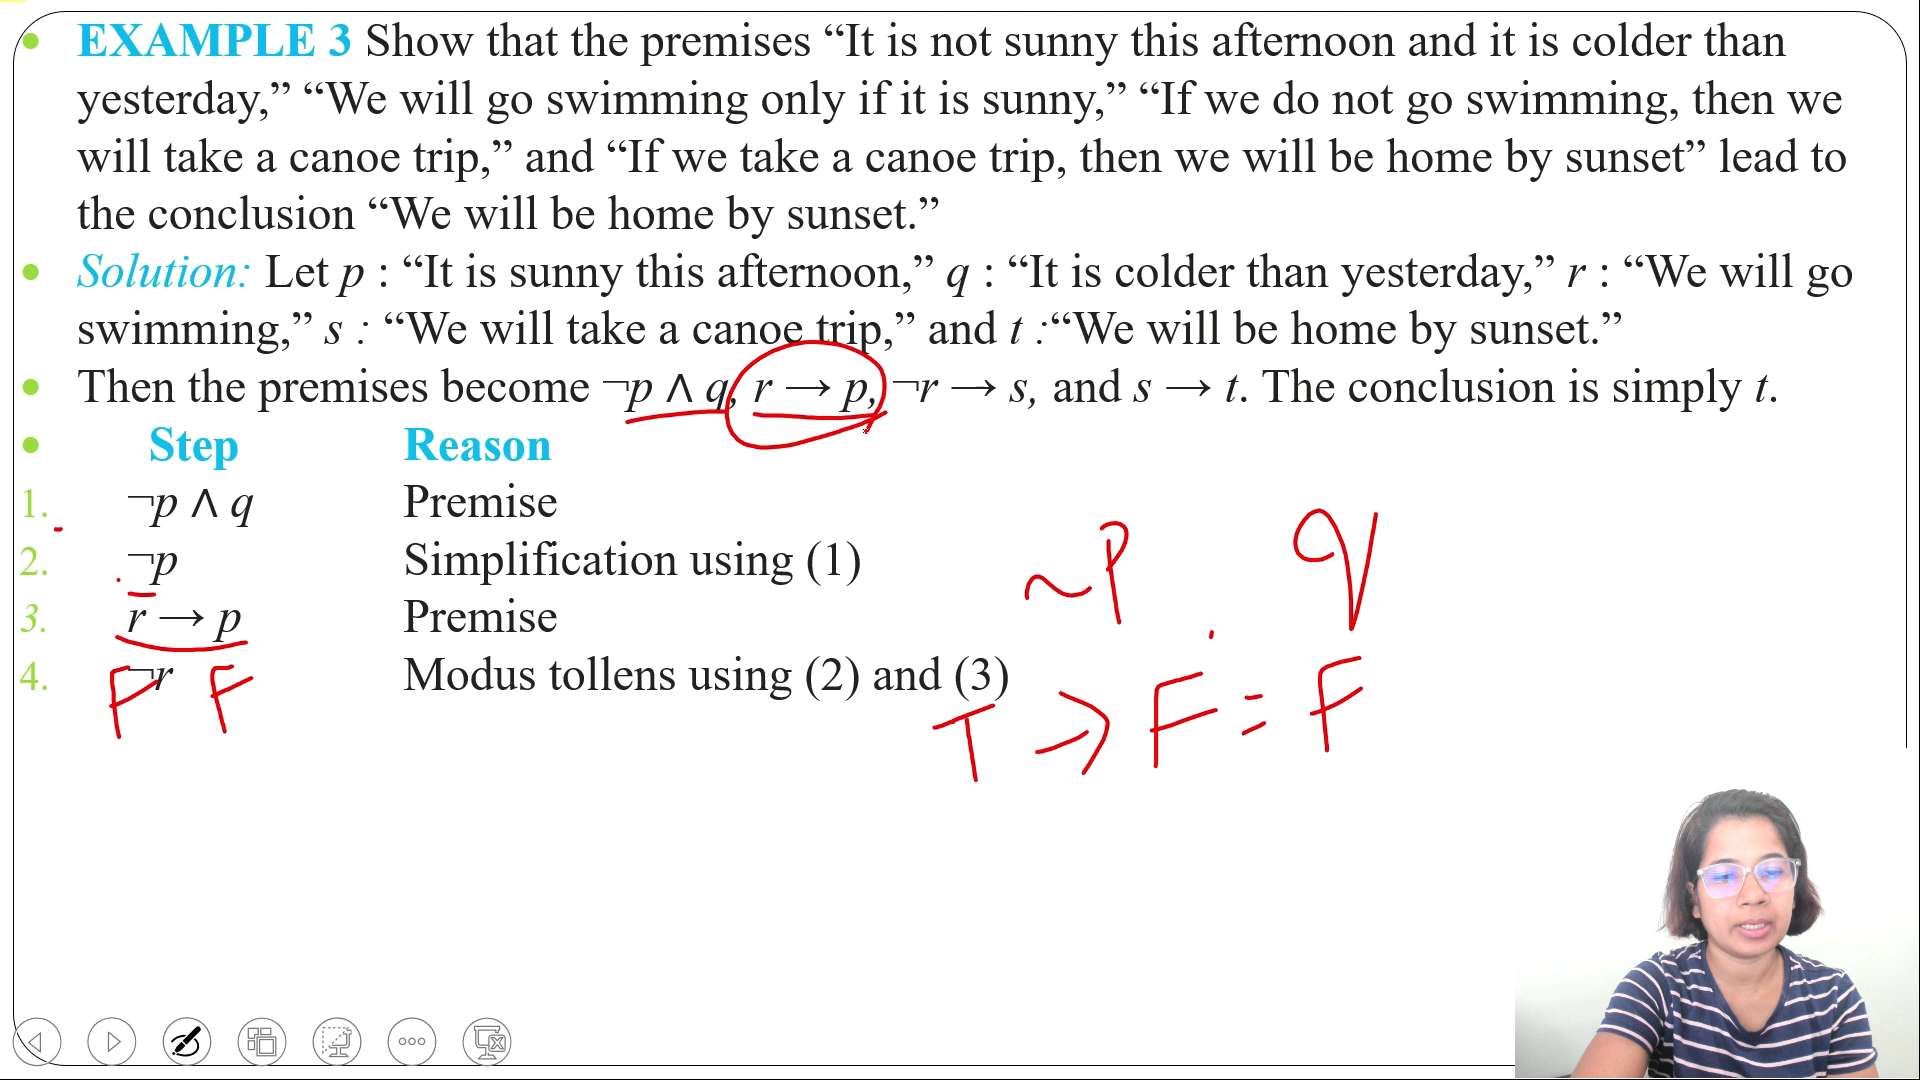 EXAMPLE 3 Show that the premises “It is not sunny this afternoon and it is colder than
yesterday,” “We will go swimming only if it is sunny,” “If we do not go swimming, then we
will take a canoe trip,” and “If we take a canoe trip, then we will be home by sunset” lead to
the conclusion “We will be home by sunset.”
Solution: Let p : “It is sunny this afternoon,” q : “It is colder than yesterday,” r : “We will go
swimming,” s : “We will take a canoe trip,” and t :“We will be home by sunset.”
Then the premises become ¬p ∧ q, r → p, ¬r → s, and s → t. The conclusion is simply t.
Step Reason
1. ¬p ∧ q Premise
2. ¬p Simplification using (1)
3. r → p Premise
4. ¬r Modus tollens using (2) and (3)
~P q
F F
T → F = F